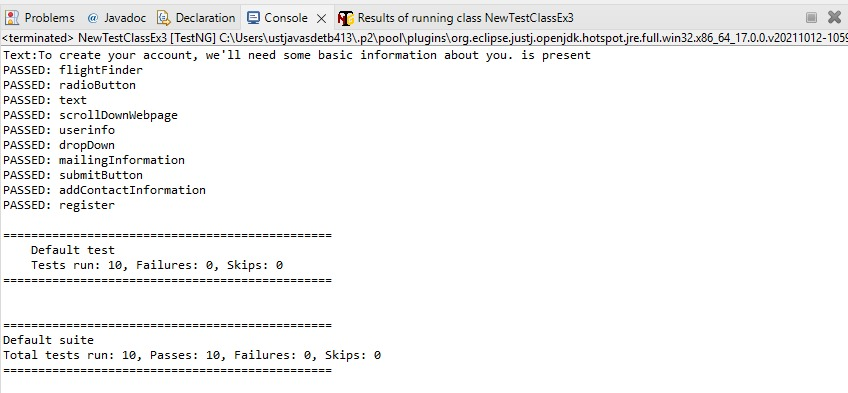 Problems @ Javadoc Declaration Console Results of running class NewTestClassEx3
<terminated> NewTestClassEx3 [TestNG] C:\Users\ustjavasdetb413\.p2\pool\plugins\org.eclipse.justj.openjdk.hotspot.jre.full.win32.x86_64_17.0.0.v20211012-1059
Text:To create your account, we'll need some basic information about you. is present
PASSED: flightFinder
PASSED: radioButton
PASSED: text
PASSED: scrollDownWebpage
PASSED: userinfo
PASSED: dropDown
PASSED: mailingInformation
PASSED: submitButton
PASSED: addContactInformation
PASSED: register
===============================================
Default test
Tests run: 10, Failures: 0, Skips: 0
===============================================
===============================================
Default suite
Total tests run: 10, Passes: 10, Failures: 0, Skips: 0
===============================================